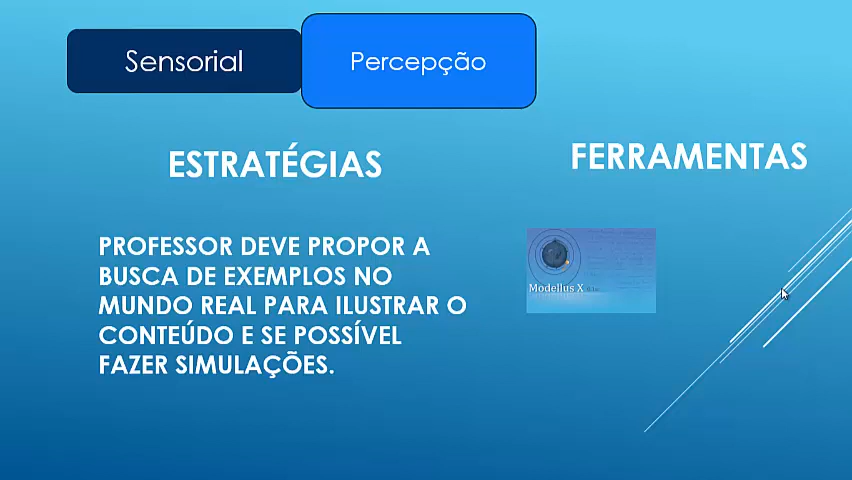 Sensorial
Percepção
ESTRATÉGIAS
FERRAMENTAS
PROFESSOR DEVE PROPOR A
BUSCA DE EXEMPLOS NO
MUNDO REAL PARA ILUSTRAR O
CONTEÚDO E SE POSSÍVEL
FAZER SIMULAÇÕES.
Modellus X